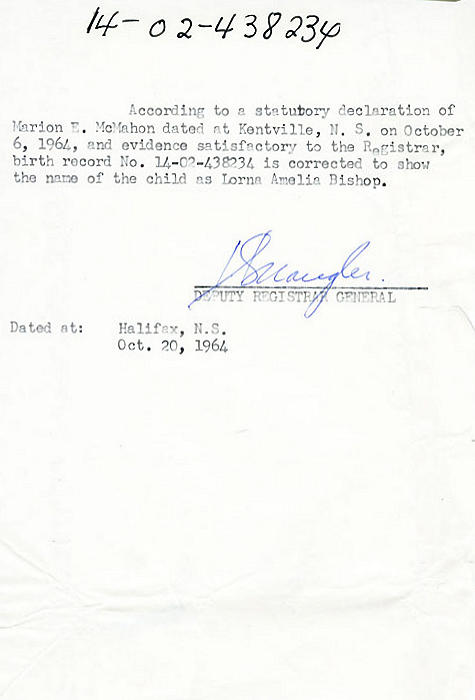 14-02-438234
According to a statutory declaration of
Marion E. McMahon dated at Kentville, N. S. on October
6, 1964, and evidence satisfactory to the Registrar,
birth record No. 14-02-438234 is corrected to show
the name of the child as Lorna Amelia Bishop.
DEPUTY REGISTRAR GENERAL
Dated at: Halifax, N.S.
Oct. 20, 1964